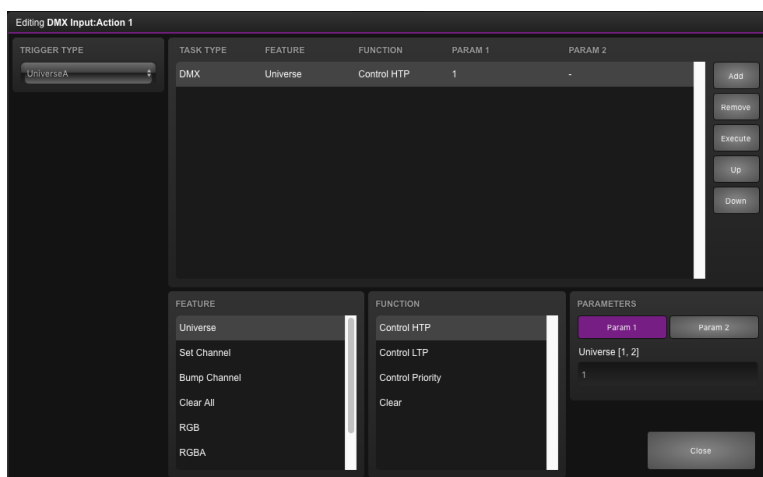 Editing DMX Input:Action 1
TRIGGER TYPE
UniverseA
TASK TYPE FEATURE FUNCTION PARAM 1 PARAM 2
DMX Universe Control HTP 1 -
Add
Remove
Execute
Up
Down
FEATURE
Universe
Set Channel
Bump Channel
Clear All
RGB
RGBA
FUNCTION
Control HTP
Control LTP
Control Priority
Clear
PARAMETERS
Param 1 Param 2
Universe [1, 2]
1
Close